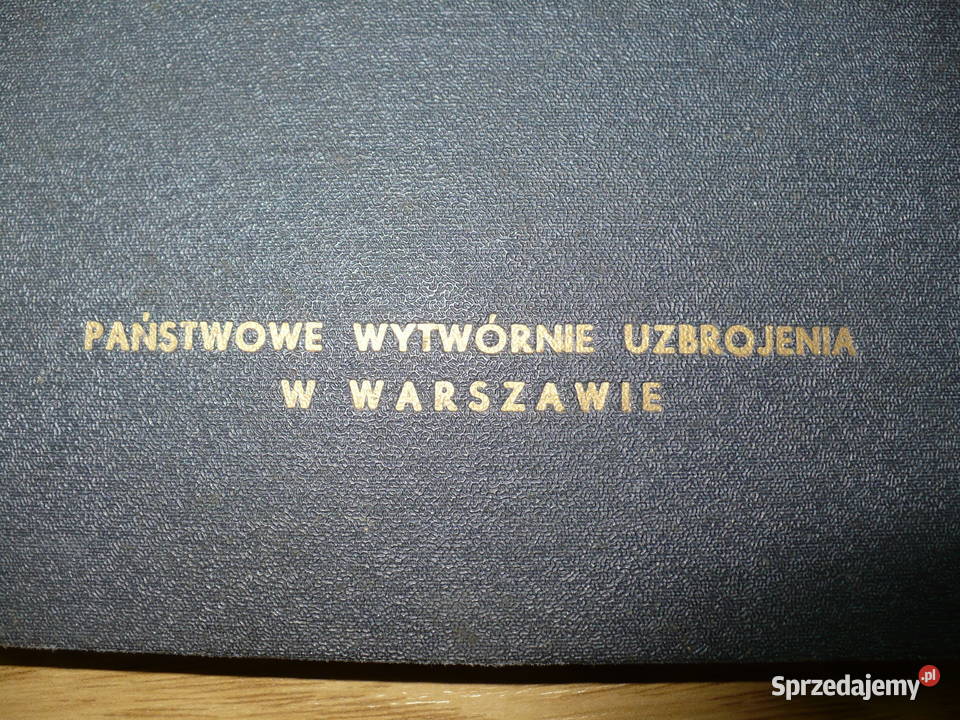 PAŃSTWOWE WYTWÓRNIE UZBROJENIA
W WARSZAWIE
Sprzedajemy.pl